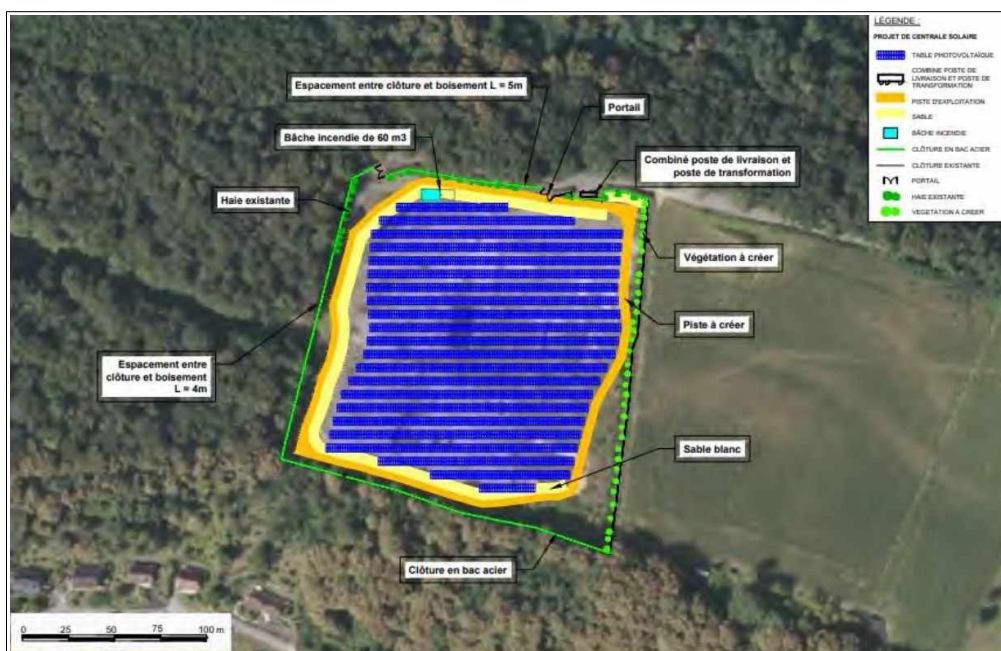 LÉGENDE :
PROJET DE CENTRALE SOLAIRE
TABLE PHOTOVOLTAÏQUE
COMBINE POSTE DE
LIVRAISON ET POSTE DE
TRANSFORMATION
PISTE D'EXPLOITATION
SABLE
BÂCHE INCENDIE
CLÔTURE EN BAC ACIER
CLÔTURE EXISTANTE
PORTAIL
HAIE EXISTANTE
VEGETATION A CRÉER
Espacement entre clôture et boisement L = 5m
Portail
Bâche incendie de 60 m3
Combiné poste de livraison et
poste de transformation
Haie existante
Végétation à créer
Piste à créer
Espacement entre
clôture et boisement
L = 4m
Sable blanc
Clôture en bac acier
0 25 50 75 100 m